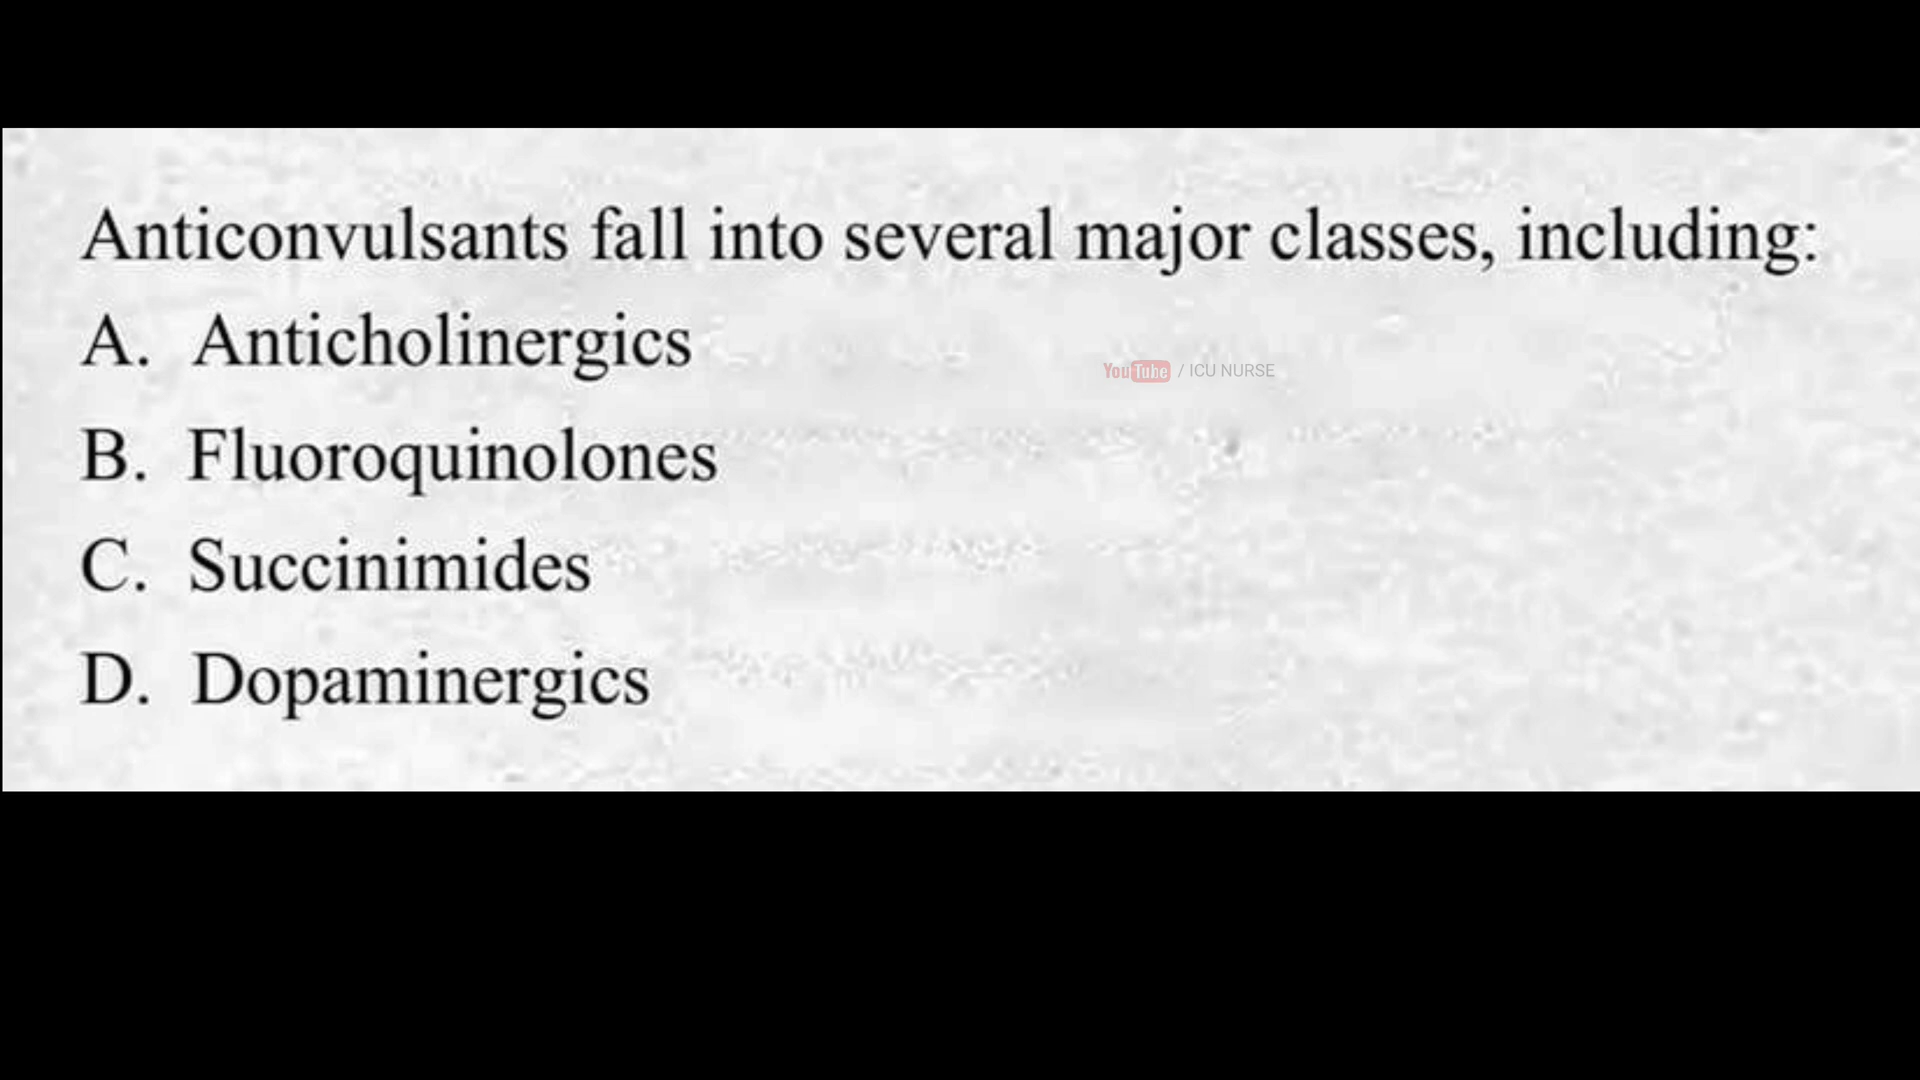 Anticonvulsants fall into several major classes, including:
A. Anticholinergics
YouTube / ICU NURSE
B. Fluoroquinolones
C. Succinimides
D. Dopaminergics